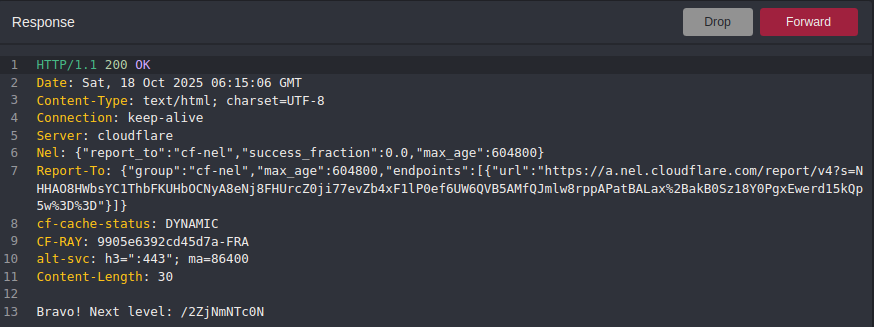 Response
Drop
Forward
1 HTTP/1.1 200 OK
2 Date: Sat, 18 Oct 2025 06:15:06 GMT
3 Content-Type: text/html; charset=UTF-8
4 Connection: keep-alive
5 Server: cloudflare
6 Nel: {"report_to":"cf-nel","success_fraction":0.0,"max_age":604800}
7 Report-To: {"group":"cf-nel","max_age":604800,"endpoints":[{"url":"https://a.nel.cloudflare.com/report/v4?s=N
HHAO8HWbsYC1ThbFKUHbOCNyA8eNj8FHUrcZ0ji77evZb4xF1lP0ef6UW6QVB5AMfQJmlw8rppAPatBALax%2BakB0Sz18Y0PgxEwerd15kQp
5w%3D%3D"}]}
8 cf-cache-status: DYNAMIC
9 CF-RAY: 9905e6392cd45d7a-FRA
10 alt-svc: h3=":443"; ma=86400
11 Content-Length: 30
12
13 Bravo! Next level: /2ZjNmNTc0N